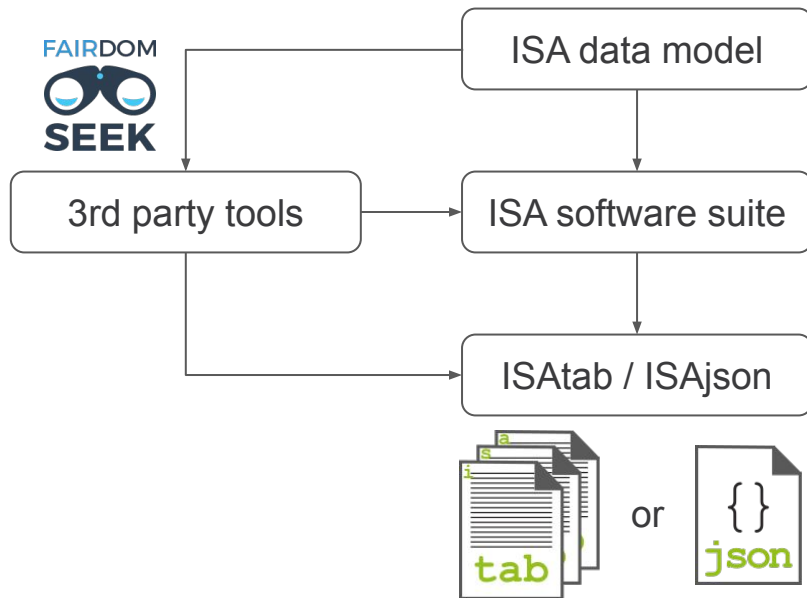 FAIRDOM
SEEK
ISA data model
3rd party tools
ISA software suite
ISAtab / ISAjson
a
s
i
tab
or
{}
json